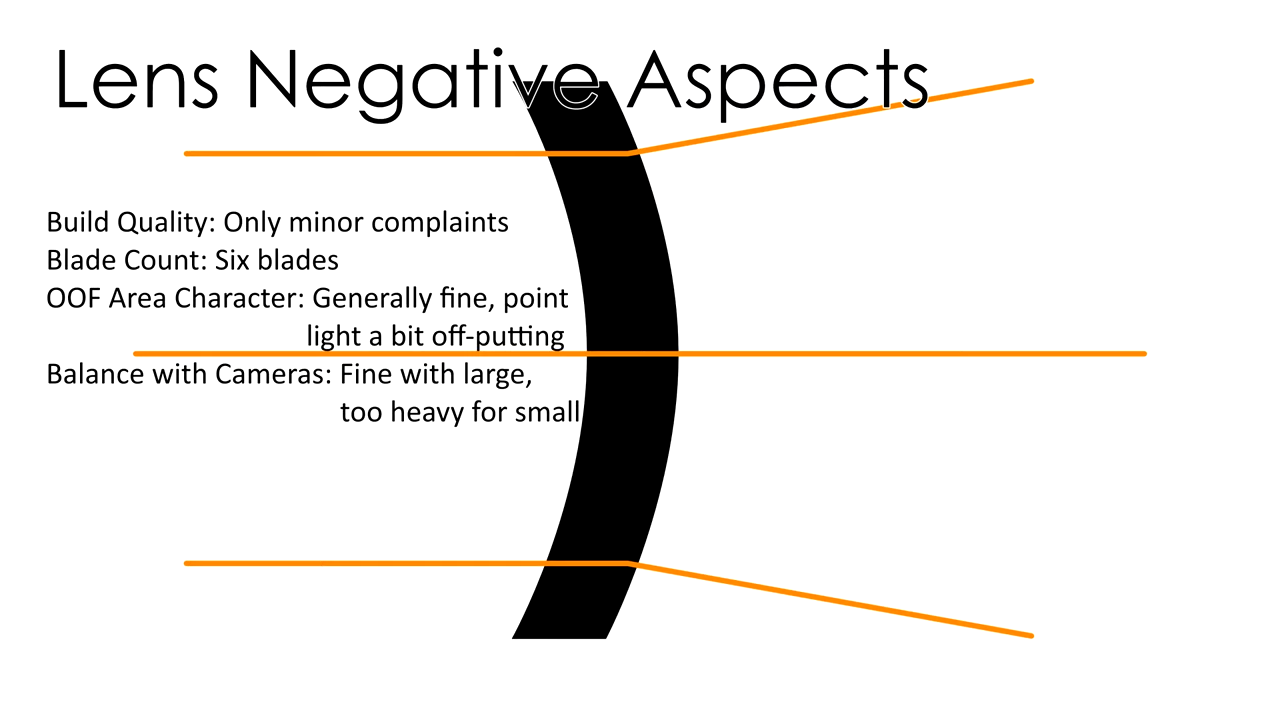 Lens Negative Aspects
Build Quality: Only minor complaints
Blade Count: Six blades
OOF Area Character: Generally fine, point
light a bit off-putting
Balance with Cameras: Fine with large,
too heavy for small